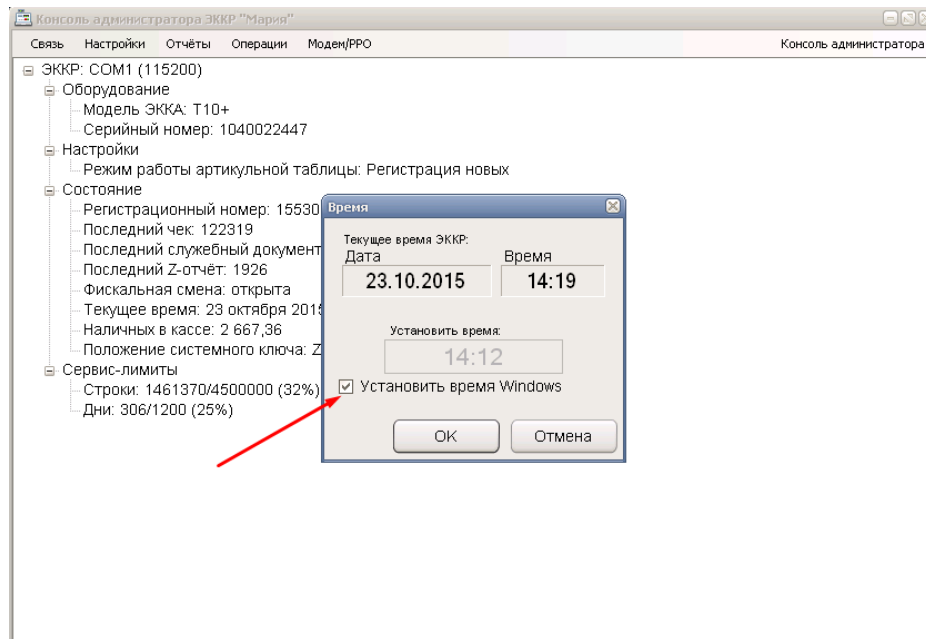 Консоль администратора ЭККР "Мария"
Связь Настройки Отчёты Операции Модем/РРО Консоль администратора
ЭККР: COM1 (115200)
Оборудование
Модель ЭККА: T10+
Серийный номер: 1040022447
Настройки
Режим работы артикульной таблицы: Регистрация новых
Состояние
Регистрационный номер: 15530
Последний чек: 122319
Последний служебный документ
Последний Z-отчёт: 1926
Фискальная смена: открыта
Текущее время: 23 октября 2015
Наличных в кассе: 2 667,36
Положение системного ключа: Z
Сервис-лимиты
Строки: 1461370/4500000 (32%)
Дни: 306/1200 (25%)
Время
Текущее время ЭККР:
Дата Время
23.10.2015 14:19
Установить время:
14:12
Установить время Windows
OK Отмена